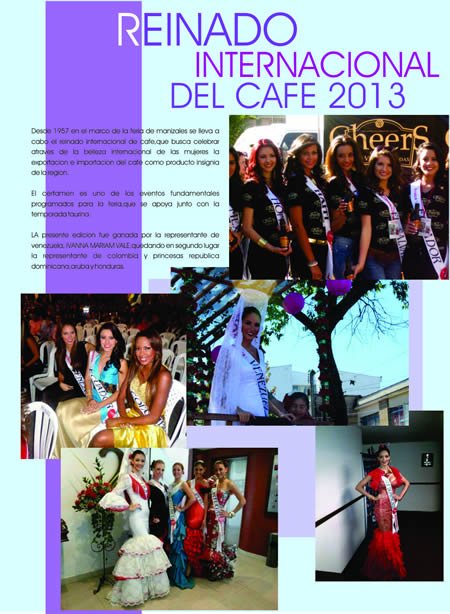 REINADO
INTERNACIONAL
DEL CAFE 2013
Desde 1957 en el marco de la feria de manizales se lleva a
cabo el reinado internacional de cafe,que busca celebrar
atraves de la belleza internacional de las mujeres la
exportacion e importacion del cafe como producto insignia
de la region.
El certamen es uno de los eventos fundamentales
programados para la feria,que se apoya junto con la
temporada taurina.
LA presente edicion fue ganada por la representante de
venezuela, IVANNA MARIAM VALE,quedando en segundo lugar
la representante de colombia y princesas republica
dominicana,aruba y honduras.
CheerS
VENEZUELA